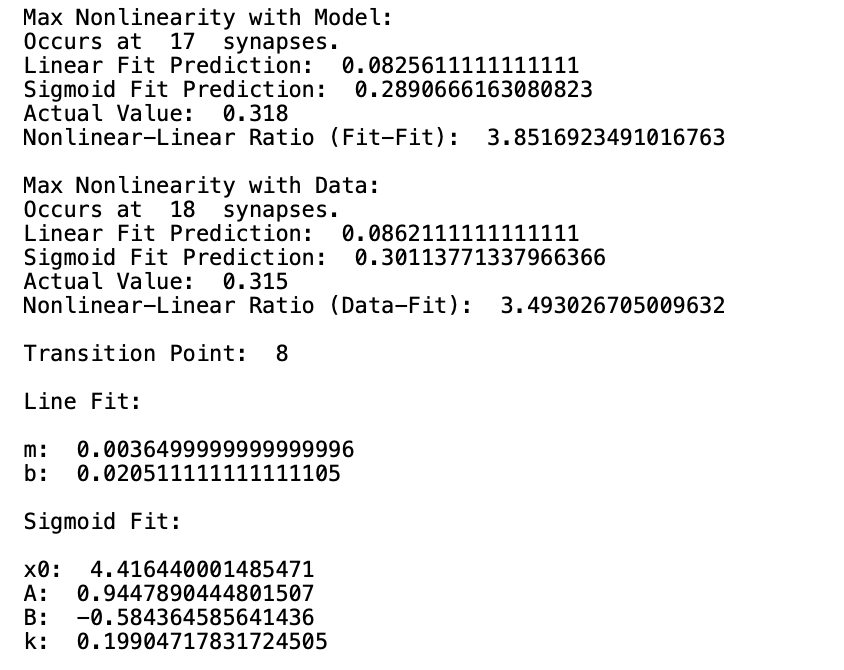 Max Nonlinearity with Model:
Occurs at  17  synapses.
Linear Fit Prediction:  0.0825611111111111
Sigmoid Fit Prediction:  0.2890666163080823
Actual Value:  0.318
Nonlinear-Linear Ratio (Fit-Fit):  3.8516923491016763
Max Nonlinearity with Data:
Occurs at  18  synapses.
Linear Fit Prediction:  0.0862111111111111
Sigmoid Fit Prediction:  0.30113771337966366
Actual Value:  0.315
Nonlinear-Linear Ratio (Data-Fit):  3.493026705009632
Transition Point:  8
Line Fit:
m:  0.0036499999999999996
b:  0.020511111111111105
Sigmoid Fit:
x0:  4.416440001485471
A:  0.9447890444801507
B:  -0.584364585641436
k:  0.19904717831724505